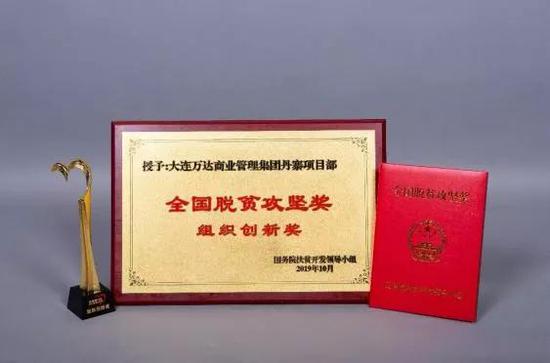 授予:大连万达商业管理集团丹寨项目部
全国脱贫攻坚奖
组织创新奖
国务院扶贫开发领导小组
2019年10月
全国脱贫攻坚奖